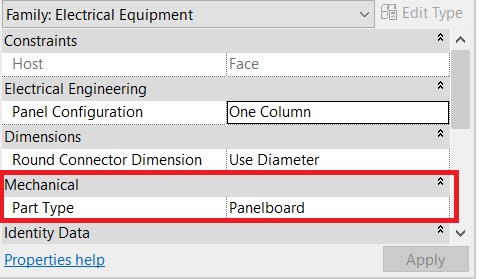 Family: Electrical Equipment Edit Type
Constraints
Host Face
Electrical Engineering
Panel Configuration One Column
Dimensions
Round Connector Dimension Use Diameter
Mechanical
Part Type Panelboard
Identity Data
Properties help Apply